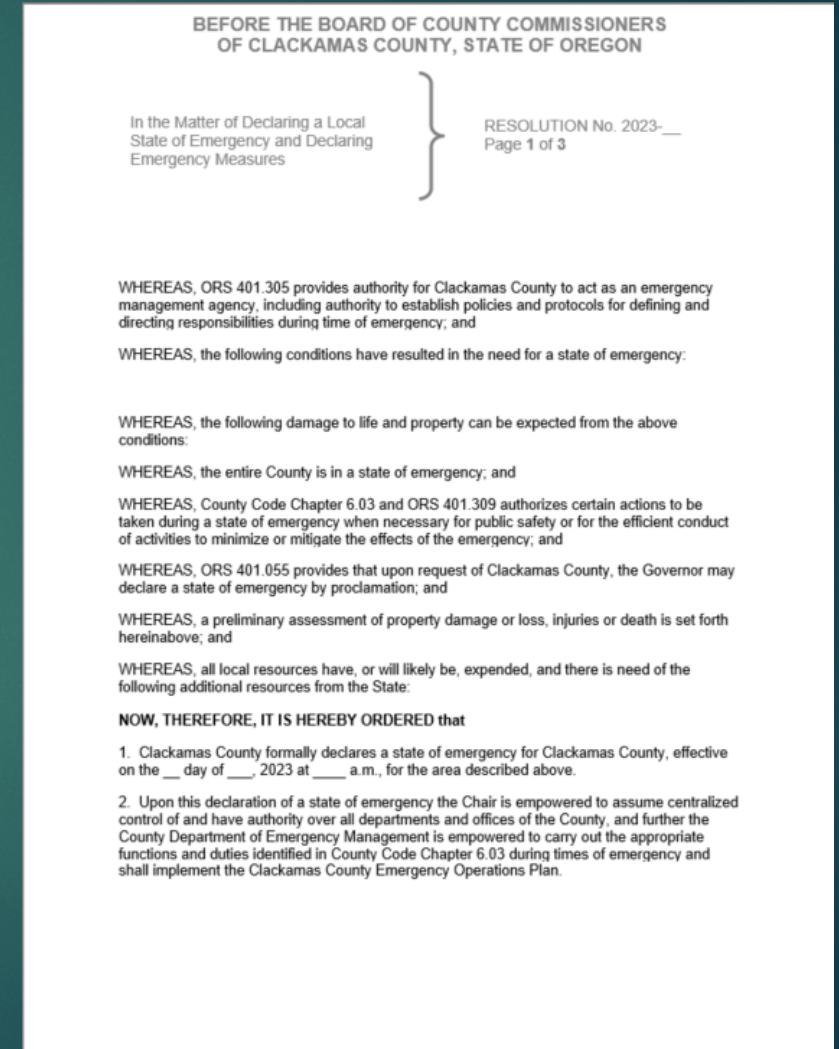 BEFORE THE BOARD OF COUNTY COMMISSIONERS
OF CLACKAMAS COUNTY, STATE OF OREGON
In the Matter of Declaring a Local
State of Emergency and Declaring
Emergency Measures
RESOLUTION No. 2023-__
Page 1 of 3
WHEREAS, ORS 401.305 provides authority for Clackamas County to act as an emergency
management agency, including authority to establish policies and protocols for defining and
directing responsibilities during time of emergency; and
WHEREAS, the following conditions have resulted in the need for a state of emergency:
WHEREAS, the following damage to life and property can be expected from the above
conditions:
WHEREAS, the entire County is in a state of emergency; and
WHEREAS, County Code Chapter 6.03 and ORS 401.309 authorizes certain actions to be
taken during a state of emergency when necessary for public safety or for the efficient conduct
of activities to minimize or mitigate the effects of the emergency; and
WHEREAS, ORS 401.055 provides that upon request of Clackamas County, the Governor may
declare a state of emergency by proclamation; and
WHEREAS, a preliminary assessment of property damage or loss, injuries or death is set forth
hereinabove; and
WHEREAS, all local resources have, or will likely be, expended, and there is need of the
following additional resources from the State:
NOW, THEREFORE, IT IS HEREBY ORDERED that
1. Clackamas County formally declares a state of emergency for Clackamas County, effective
on the __ day of ___, 2023 at ____ a.m., for the area described above.
2. Upon this declaration of a state of emergency the Chair is empowered to assume centralized
control of and have authority over all departments and offices of the County, and further the
County Department of Emergency Management is empowered to carry out the appropriate
functions and duties identified in County Code Chapter 6.03 during times of emergency and
shall implement the Clackamas County Emergency Operations Plan.